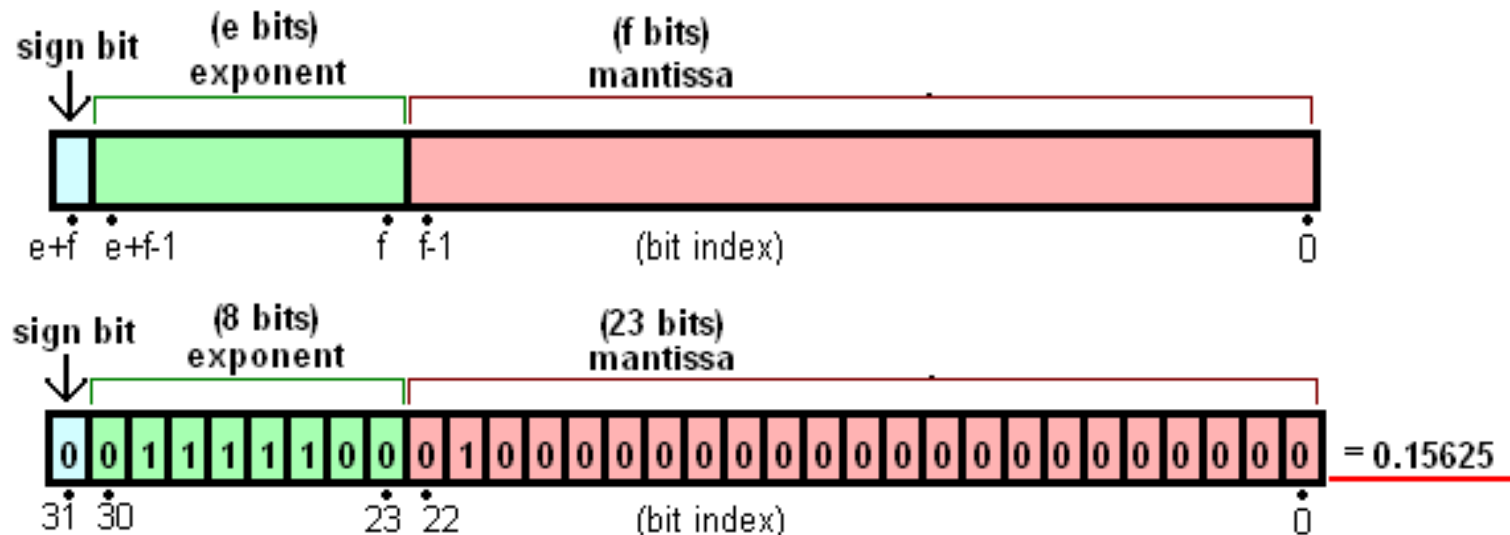 (e bits) (f bits)
sign bit exponent mantissa
e+f e+f-1 f f-1 (bit index) 0
(8 bits) (23 bits)
sign bit exponent mantissa
0 0 1 1 1 1 1 0 0 0 1 0 0 0 0 0 0 0 0 0 0 0 0 0 0 0 0 0 0 0 0 0 = 0.15625
31 30 23 22 (bit index) 0